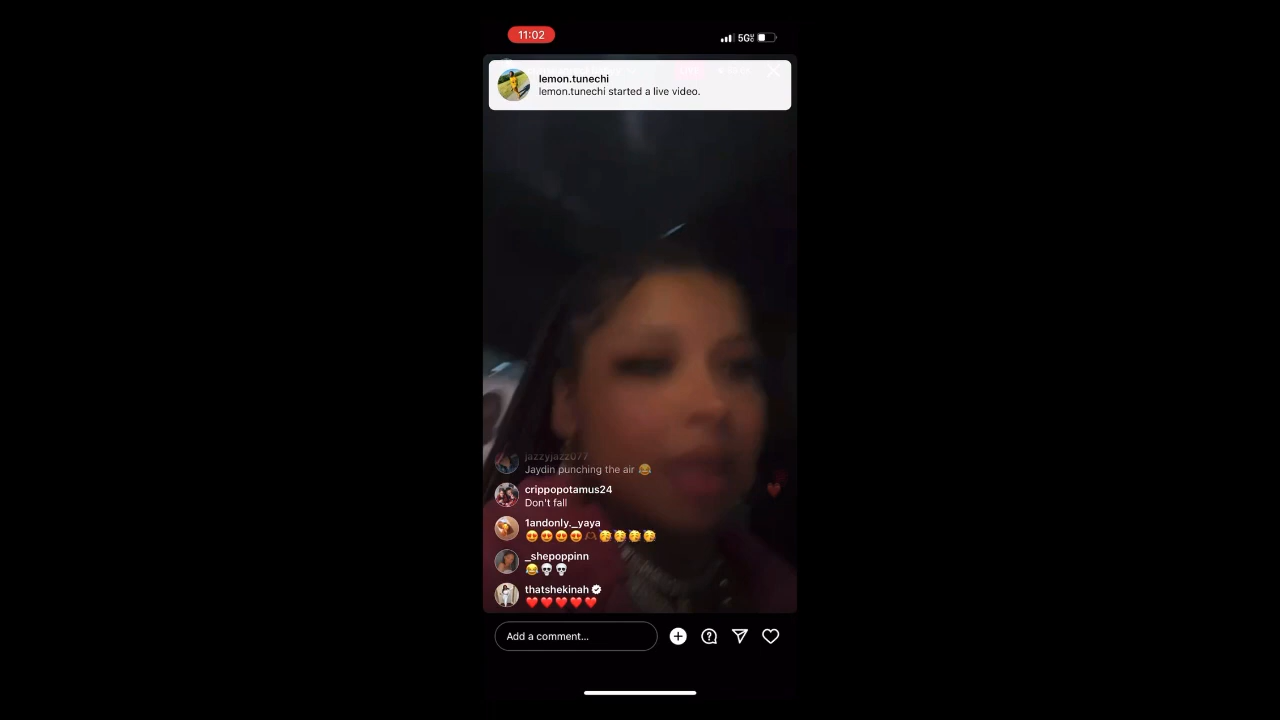 11:02
5G
lemon.tunechi
lemon.tunechi started a live video.
jazzyjazz077
Jaydin punching the air 😂
crippopotamus24
Don't fall
1andonly._yaya
😍😍😍😍🫶🏾🥳🥳🥳🥳
_shepoppinn
😂💀💀
thatshekinah
❤️❤️❤️❤️❤️
Add a comment...